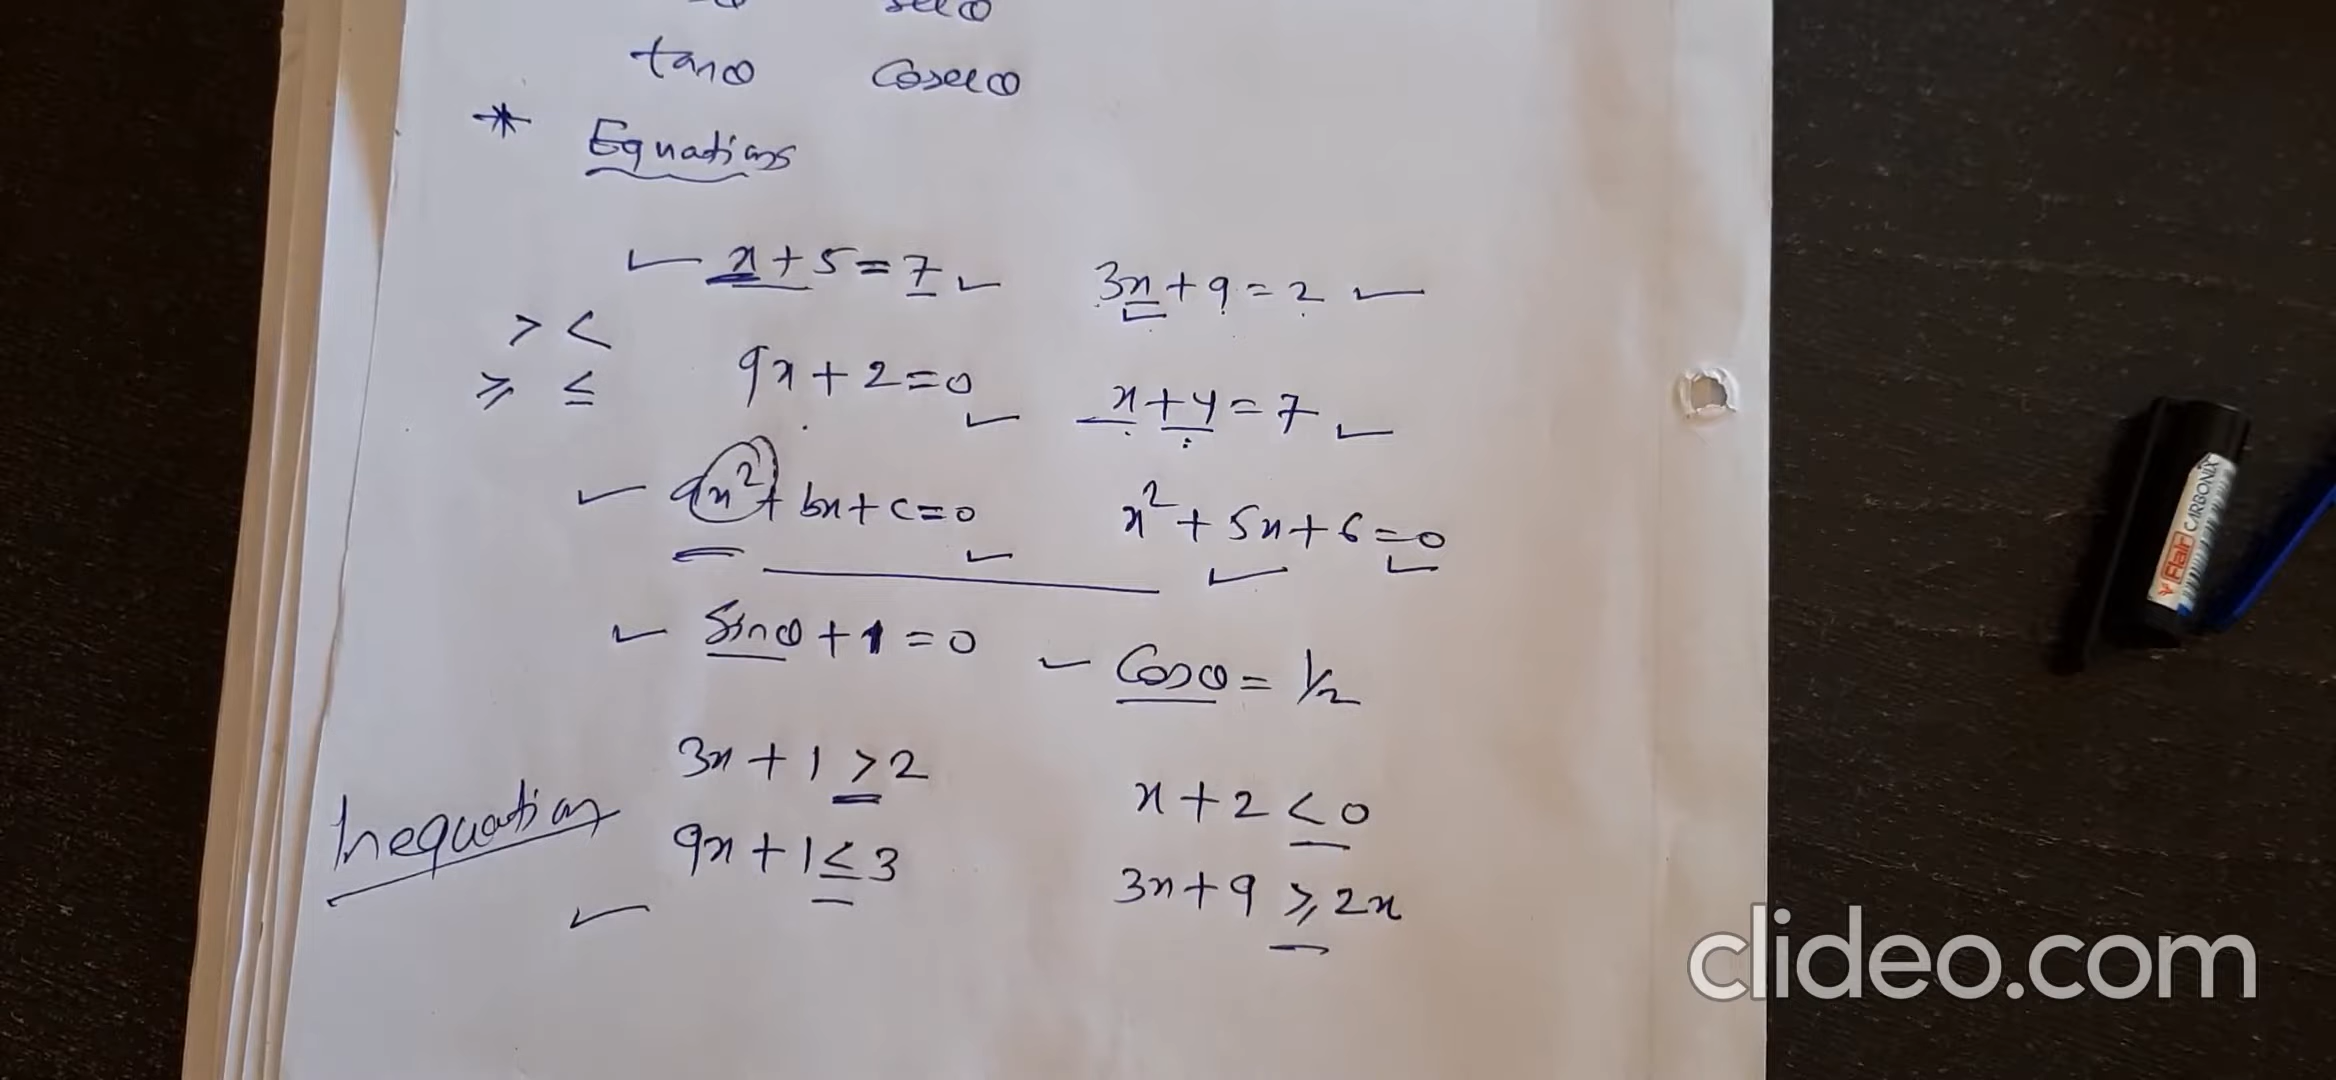 secθ
tanθ cosecθ
* Equations
x + 5 = 7 3x + 9 = 2
> <
≥ ≤ 9x + 2 = 0 x + y = 7
ax² + bx + c = 0 x² + 5x + 6 = 0
Sinθ + 1 = 0 Cosθ = 1/2
3x + 1 > 2 x + 2 < 0
Inequations 9x + 1 ≤ 3 3x + 9 ≥ 2x
Flair CARBONIX
clideo.com